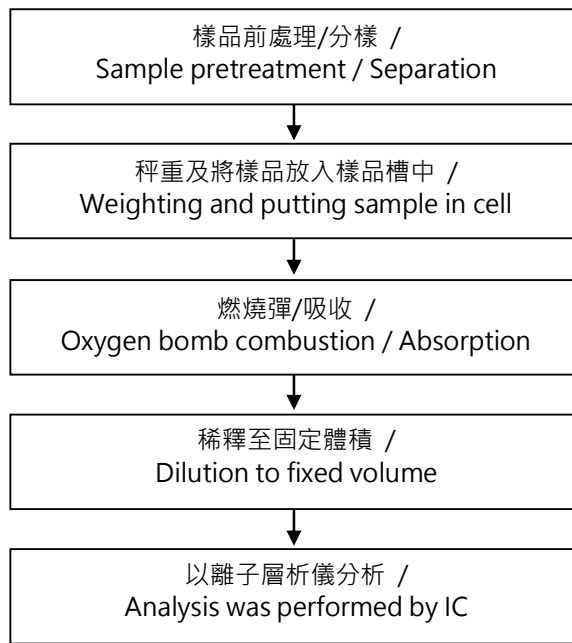 樣品前處理/分樣 /
Sample pretreatment / Separation
秤重及將樣品放入樣品槽中 /
Weighting and putting sample in cell
燃燒彈/吸收 /
Oxygen bomb combustion / Absorption
稀釋至固定體積 /
Dilution to fixed volume
以離子層析儀分析 /
Analysis was performed by IC